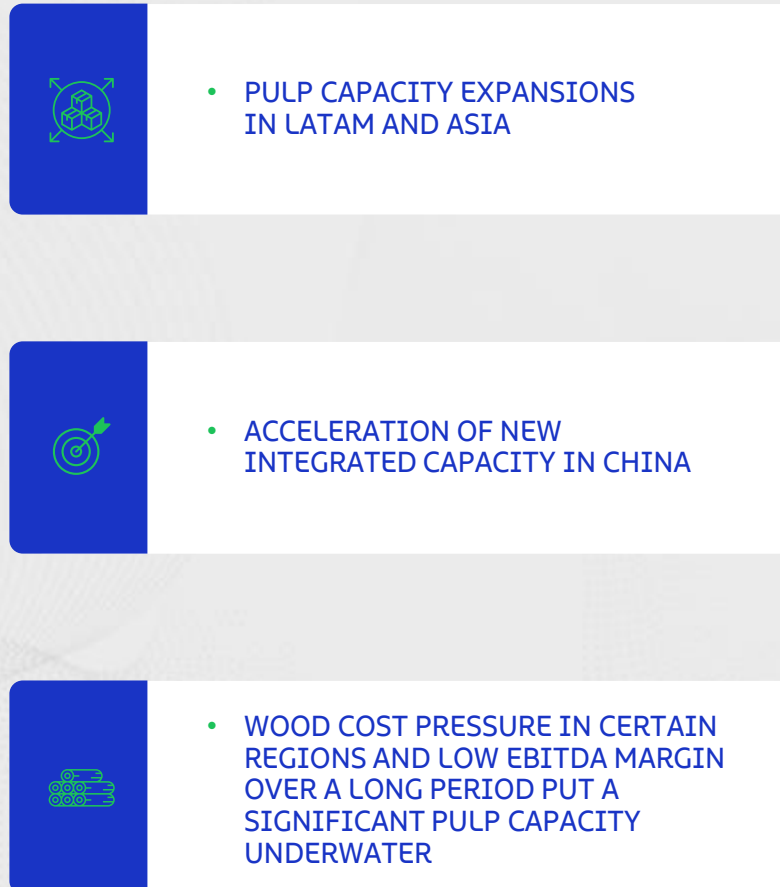 • PULP CAPACITY EXPANSIONS
IN LATAM AND ASIA
• ACCELERATION OF NEW
INTEGRATED CAPACITY IN CHINA
• WOOD COST PRESSURE IN CERTAIN
REGIONS AND LOW EBITDA MARGIN
OVER A LONG PERIOD PUT A
SIGNIFICANT PULP CAPACITY
UNDERWATER